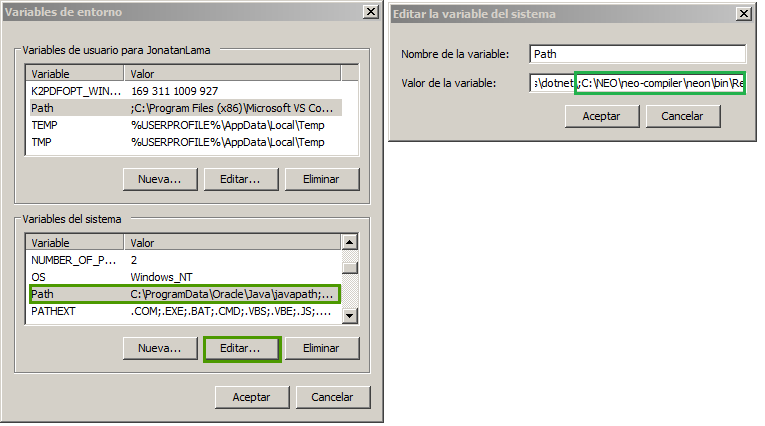 Variables de entorno
Variables de usuario para JonatanLama
Variable Valor
K2PDFOPT_WIN... 169 311 1009 927
Path ;C:\Program Files (x86)\Microsoft VS Co...
TEMP %USERPROFILE%\AppData\Local\Temp
TMP %USERPROFILE%\AppData\Local\Temp
Nueva... Editar... Eliminar
Variables del sistema
Variable Valor
NUMBER_OF_P... 2
OS Windows_NT
Path C:\ProgramData\Oracle\Java\javapath;...
PATHEXT .COM;.EXE;.BAT;.CMD;.VBS;.VBE;.JS;....
Nueva... Editar... Eliminar
Aceptar Cancelar
Editar la variable del sistema
Nombre de la variable: Path
Valor de la variable: s\dotnet\;C:\NEO\neo-compiler\neon\bin\Re
Aceptar Cancelar